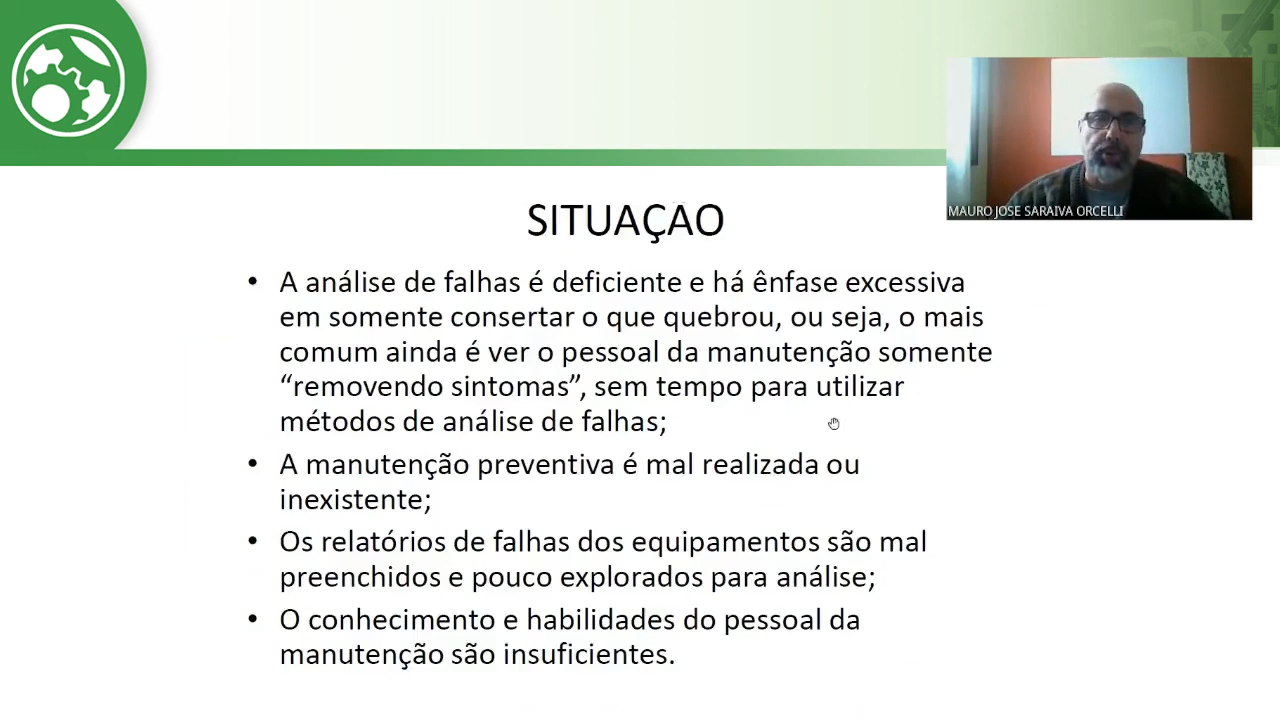 MAURO JOSE SARAIVA ORCELLI
SITUAÇÃO
• A análise de falhas é deficiente e há ênfase excessiva
em somente consertar o que quebrou, ou seja, o mais
comum ainda é ver o pessoal da manutenção somente
“removendo sintomas”, sem tempo para utilizar
métodos de análise de falhas;
• A manutenção preventiva é mal realizada ou
inexistente;
• Os relatórios de falhas dos equipamentos são mal
preenchidos e pouco explorados para análise;
• O conhecimento e habilidades do pessoal da
manutenção são insuficientes.